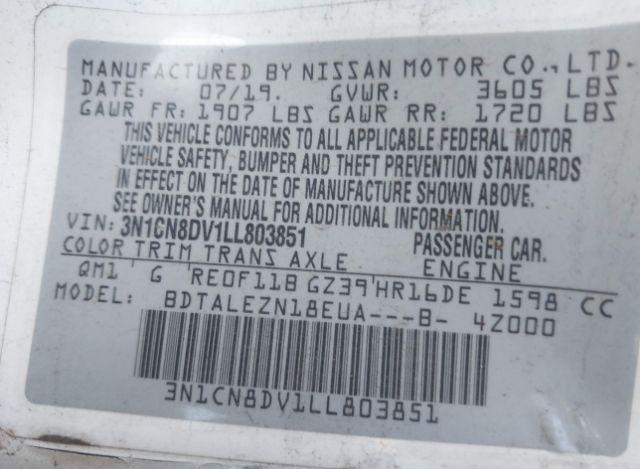 MANUFACTURED BY NISSAN MOTOR CO., LTD.
DATE: 07/19. GVWR: 3605 LBS
GAWR FR: 1907 LBS GAWR RR: 1720 LBS
THIS VEHICLE CONFORMS TO ALL APPLICABLE FEDERAL MOTOR
VEHICLE SAFETY, BUMPER AND THEFT PREVENTION STANDARDS
IN EFFECT ON THE DATE OF MANUFACTURE SHOWN ABOVE.
SEE OWNER'S MANUAL FOR ADDITIONAL INFORMATION.
VIN: 3N1CN8DV1LL803851 PASSENGER CAR.
COLOR TRIM TRANS AXLE ENGINE
QM1 G RE0F11B GZ39 HR16DE 1598 CC
MODEL: BDTALEZN18EUA---B- 4Z000
3N1CN8DV1LL803851